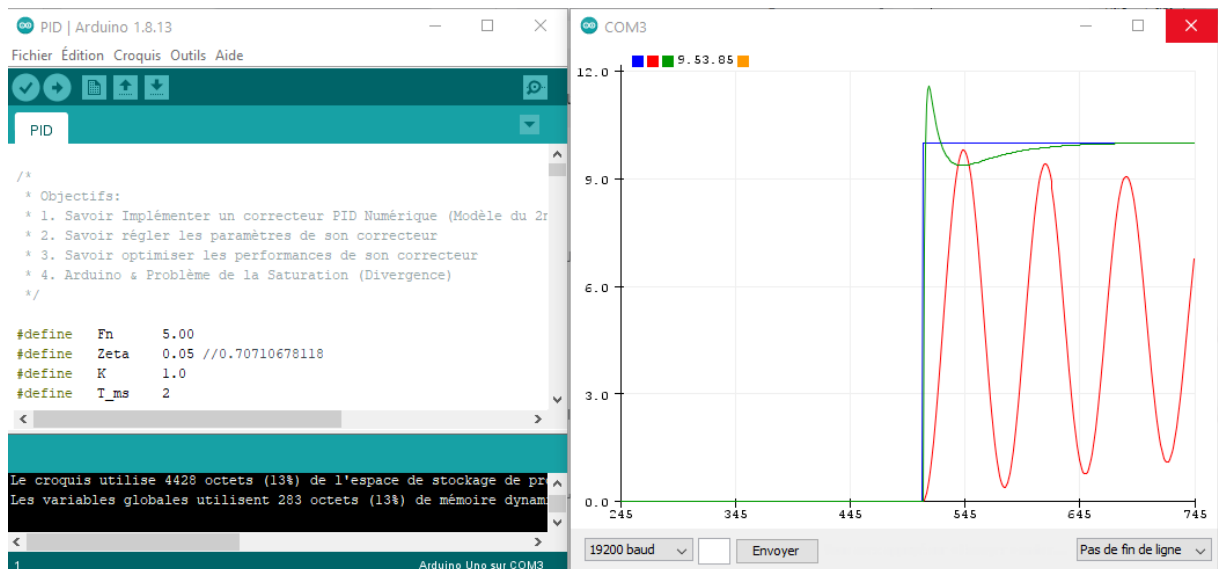 PID | Arduino 1.8.13
Fichier Édition Croquis Outils Aide
PID
/*
* Objectifs:
* 1. Savoir Implémenter un correcteur PID Numérique (Modèle du 2n
* 2. Savoir régler les paramètres de son correcteur
* 3. Savoir optimiser les performances de son correcteur
* 4. Arduino & Problème de la Saturation (Divergence)
*/
#define Fn 5.00
#define Zeta 0.05 //0.70710678118
#define K 1.0
#define T_ms 2
Le croquis utilise 4428 octets (13%) de l'espace de stockage de pro
Les variables globales utilisent 283 octets (13%) de mémoire dynam
1
Arduino Uno sur COM3
COM3
9.53.85
12.0
9.0
6.0
3.0
0.0
245 345 445 545 645 745
19200 baud
Envoyer
Pas de fin de ligne